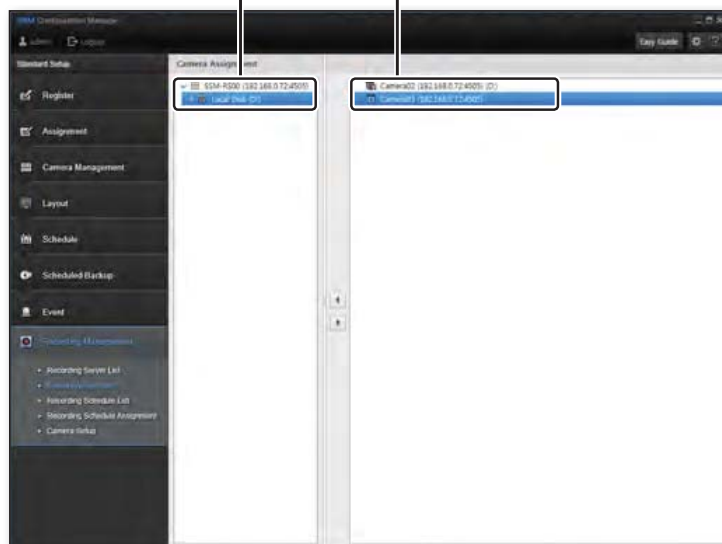 SSM Configuration Manager
admin Logout Easy Guide ?
Standard Setup
Camera Assignment
Register
Assignment
Camera Management
Layout
Schedule
Scheduled Backup
Event
Recording Management
Recording Server List
Recording Schedule List
Recording Schedule Assignment
Camera Setup
SSM-RS00 (192.168.0.72:4505)
Local Disk (D:)
Camera02 (192.168.0.72:4505) (D:)
Camera01 (192.168.0.72:4505)